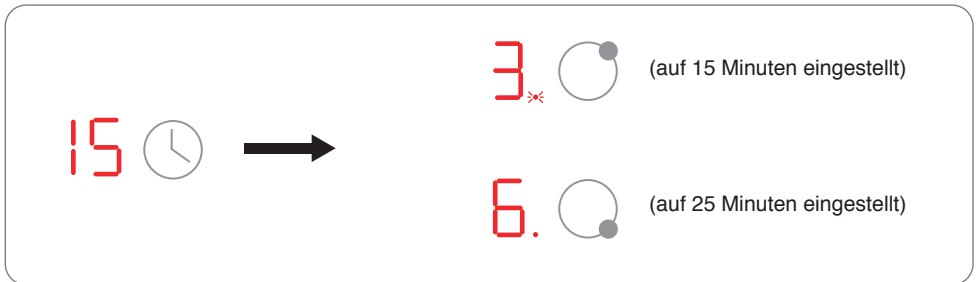 3. (auf 15 Minuten eingestellt)
15
6. (auf 25 Minuten eingestellt)